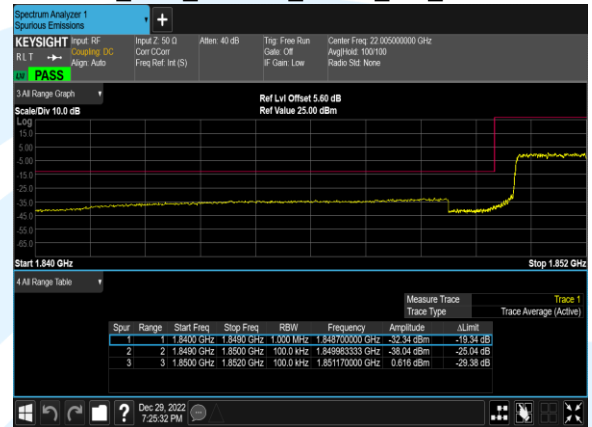 Spectrum Analyzer 1
Spurious Emissions
+
KEYSIGHT Input: RF Input Z: 50 Ω Atten: 40 dB Trig: Free Run Center Freq: 22.005000000 GHz
RLT Coupling: DC Corr CCorr Gate: Off Avg|Hold: 100/100
Align: Auto Freq Ref: Int (S) IF Gain: Low Radio Std: None
PASS
3 All Range Graph Ref Lvl Offset 5.60 dB
Scale/Div 10.0 dB Ref Value 25.00 dBm
Log
15.0
5.00
-5.00
-15.0
-25.0
-35.0
-45.0
-55.0
-65.0
Start 1.840 GHz Stop 1.852 GHz
4 All Range Table
Measure Trace Trace 1
Trace Type Trace Average (Active)
Spur Range Start Freq Stop Freq RBW Frequency Amplitude ΔLimit
1 1 1.8400 GHz 1.8490 GHz 1.000 MHz 1.848700000 GHz -32.34 dBm -19.34 dB
2 2 1.8490 GHz 1.8500 GHz 100.0 kHz 1.849983333 GHz -38.04 dBm -25.04 dB
3 3 1.8500 GHz 1.8520 GHz 100.0 kHz 1.851170000 GHz 0.616 dBm -29.38 dB
? Dec 29, 2022
7:25:32 PM